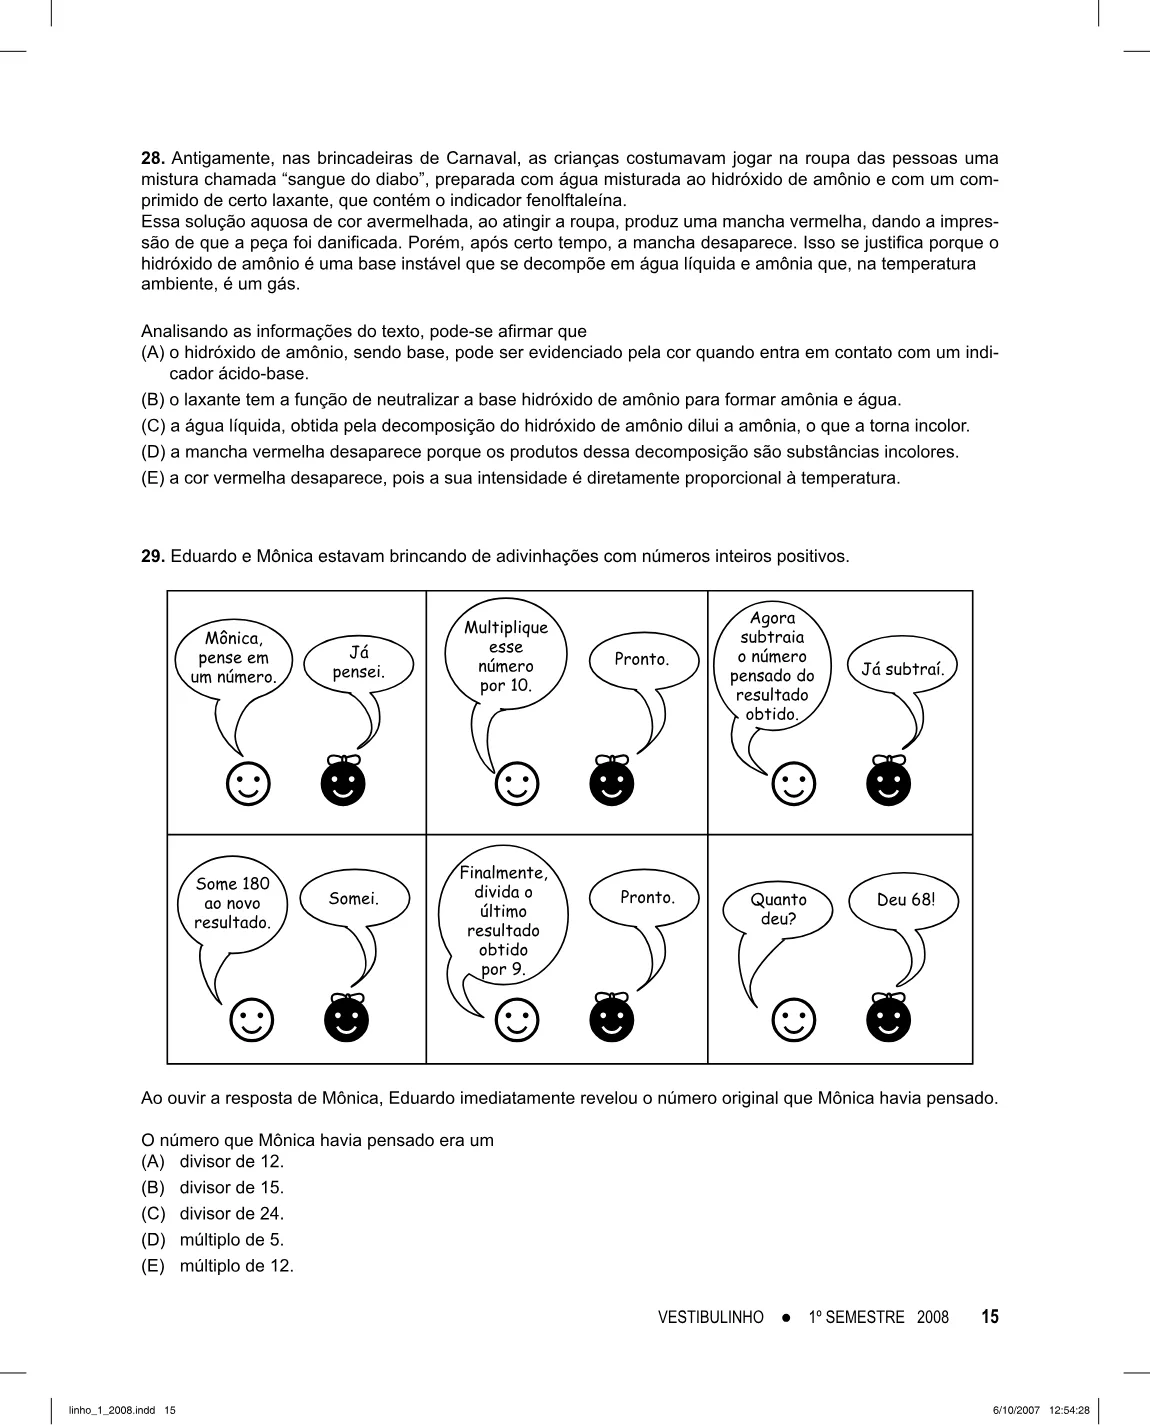 28. Antigamente, nas brincadeiras de Carnaval, as crianças costumavam jogar na roupa das pessoas uma
mistura chamada “sangue do diabo”, preparada com água misturada ao hidróxido de amônio e com um com-
primido de certo laxante, que contém o indicador fenolftaleína.
Essa solução aquosa de cor avermelhada, ao atingir a roupa, produz uma mancha vermelha, dando a impres-
são de que a peça foi danificada. Porém, após certo tempo, a mancha desaparece. Isso se justifica porque o
hidróxido de amônio é uma base instável que se decompõe em água líquida e amônia que, na temperatura
ambiente, é um gás.
Analisando as informações do texto, pode-se afirmar que
(A) o hidróxido de amônio, sendo base, pode ser evidenciado pela cor quando entra em contato com um indi-
cador ácido-base.
(B) o laxante tem a função de neutralizar a base hidróxido de amônio para formar amônia e água.
(C) a água líquida, obtida pela decomposição do hidróxido de amônio dilui a amônia, o que a torna incolor.
(D) a mancha vermelha desaparece porque os produtos dessa decomposição são substâncias incolores.
(E) a cor vermelha desaparece, pois a sua intensidade é diretamente proporcional à temperatura.
29. Eduardo e Mônica estavam brincando de adivinhações com números inteiros positivos.
Mônica,
pense em
um número.
Já
pensei.
Multiplique
esse
número
por 10.
Pronto.
Agora
subtraia
o número
pensado do
resultado
obtido.
Já subtraí.
Some 180
ao novo
resultado.
Somei.
Finalmente,
divida o
último
resultado
obtido
por 9.
Pronto.
Quanto
deu?
Deu 68!
Ao ouvir a resposta de Mônica, Eduardo imediatamente revelou o número original que Mônica havia pensado.
O número que Mônica havia pensado era um
(A) divisor de 12.
(B) divisor de 15.
(C) divisor de 24.
(D) múltiplo de 5.
(E) múltiplo de 12.
VESTIBULINHO ● 1º SEMESTRE 2008 15
linho_1_2008.indd 15 6/10/2007 12:54:28